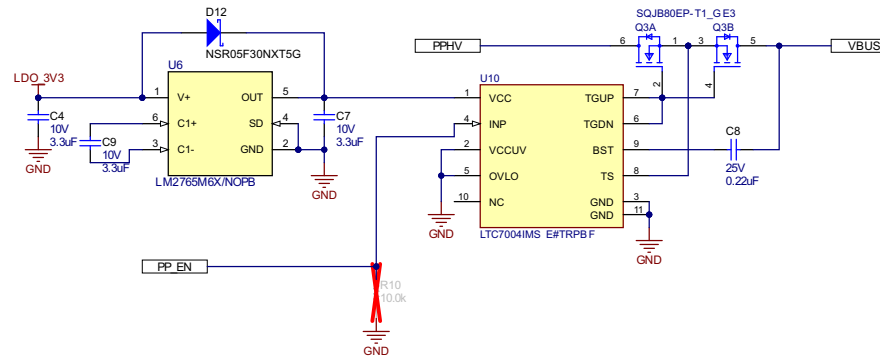 D12
NSR05F30NXT5G
SQJB80EP-T1_GE3
Q3A
Q3B
PPHV
6
1
3
5
VBUS
2
4
LDO_3V3
U6
1
V+
OUT
5
6
C1+
SD
4
3
C1-
GND
2
LM2765M6X/NOPB
C4
10V
3.3uF
GND
C9
10V
3.3uF
C7
10V
3.3uF
GND
U10
1
VCC
TGUP
7
4
INP
TGDN
6
2
VCCUV
BST
9
5
OVLO
TS
8
10
NC
GND
3
GND
11
LTC7004IMS_E#TRPBF
C8
25V
0.22uF
GND
GND
PP_EN
R10
10.0k
GND